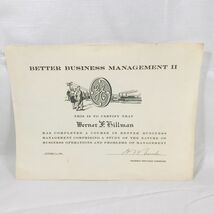 BETTER BUSINESS MANAGEMENT II
THIS IS TO CERTIFY THAT
Werner F. Hillman
HAS COMPLETED A COURSE IN BETTER BUSINESS
MANAGEMENT COMPRISING A STUDY OF THE NATURE OF
BUSINESS OPERATIONS AND PROBLEMS OF MANAGEMENT